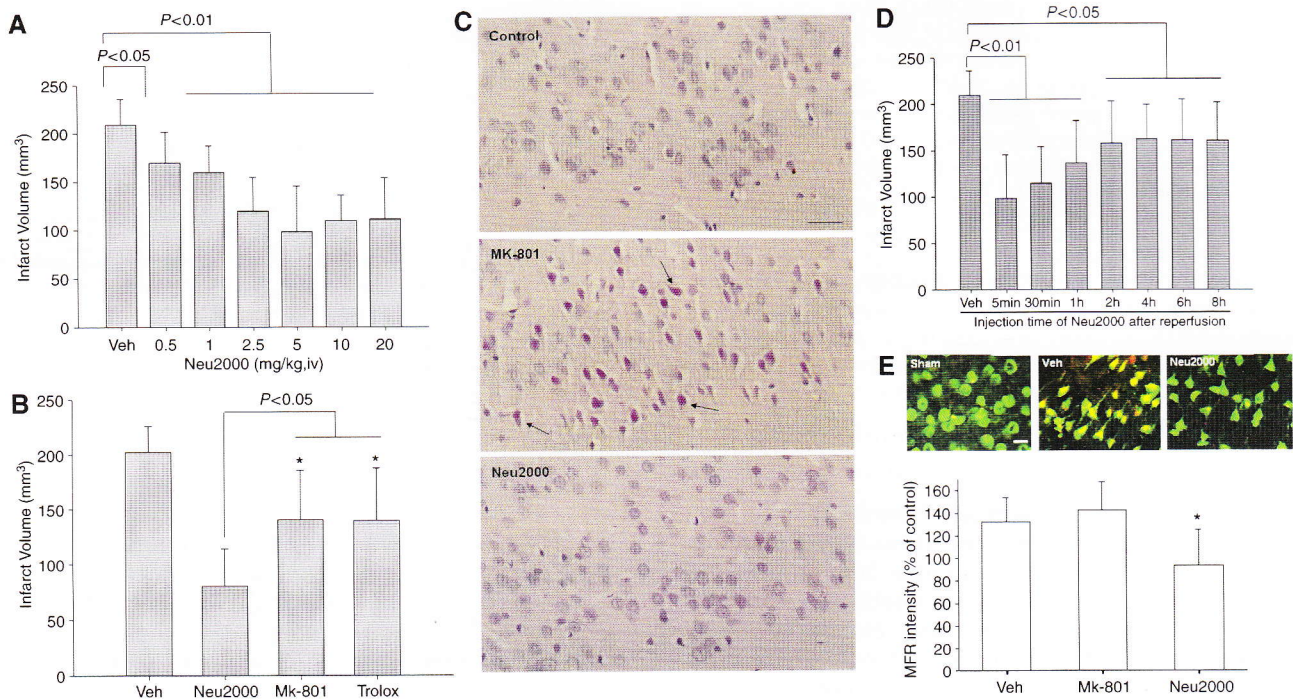 A
P<0.01
P<0.05
250
200
150
100
50
0
Infarct Volume (mm³)
Veh 0.5 1 2.5 5 10 20
Neu2000 (mg/kg,iv)
B
P<0.05
250
200
150
100
50
0
Infarct Volume (mm³)
* *
Veh Neu2000 Mk-801 Trolox
C
Control
MK-801
Neu2000
D
P<0.05
P<0.01
250
200
150
100
50
0
Infarct Volume (mm³)
Veh 5min 30min 1h 2h 4h 6h 8h
Injection time of Neu2000 after reperfusion
E
Sham
Veh
Neu2000
160
140
120
100
80
60
40
20
0
MFR intensity (% of control)
*
Veh Mk-801 Neu2000